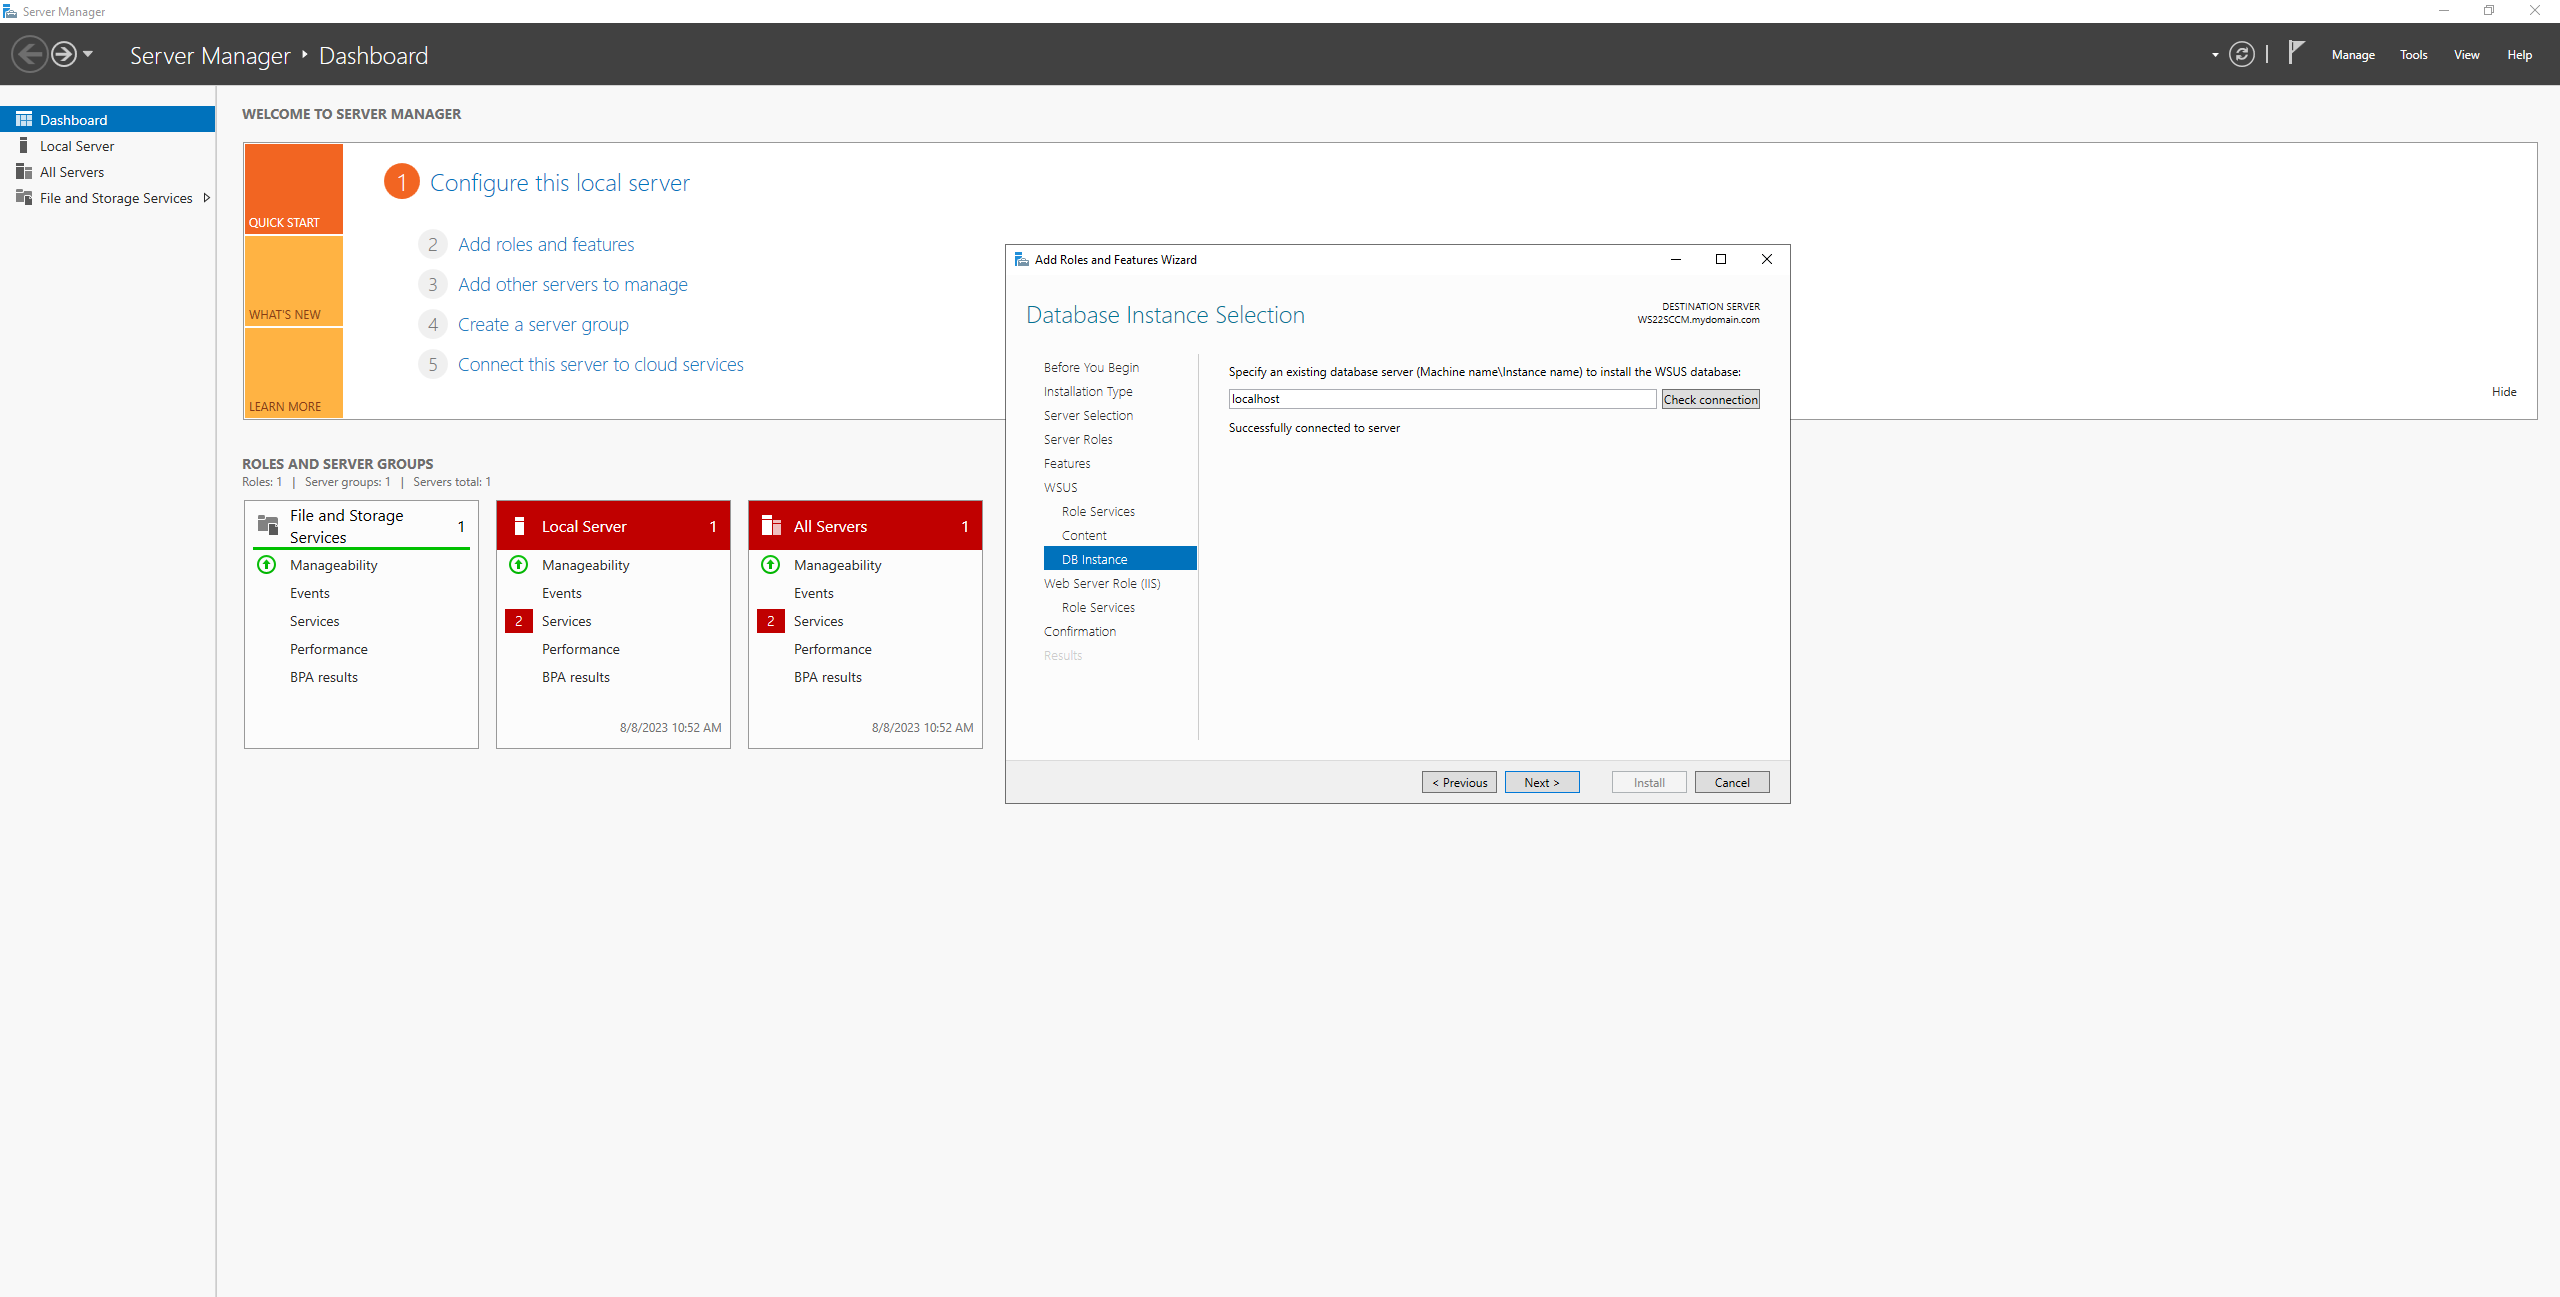 Server Manager
Server Manager ‣ Dashboard
Manage Tools View Help
Dashboard
Local Server
All Servers
File and Storage Services
WELCOME TO SERVER MANAGER
QUICK START
WHAT'S NEW
LEARN MORE
1 Configure this local server
2 Add roles and features
3 Add other servers to manage
4 Create a server group
5 Connect this server to cloud services
Hide
ROLES AND SERVER GROUPS
Roles: 1 | Server groups: 1 | Servers total: 1
File and Storage
Services
1
Manageability
Events
Services
Performance
BPA results
Local Server 1
Manageability
Events
2 Services
Performance
BPA results
8/8/2023 10:52 AM
All Servers 1
Manageability
Events
2 Services
Performance
BPA results
8/8/2023 10:52 AM
Add Roles and Features Wizard
Database Instance Selection
DESTINATION SERVER
WS22SCCM.mydomain.com
Before You Begin
Installation Type
Server Selection
Server Roles
Features
WSUS
Role Services
Content
DB Instance
Web Server Role (IIS)
Role Services
Confirmation
Results
Specify an existing database server (Machine name\Instance name) to install the WSUS database:
localhost
Check connection
Successfully connected to server
< Previous
Next >
Install
Cancel